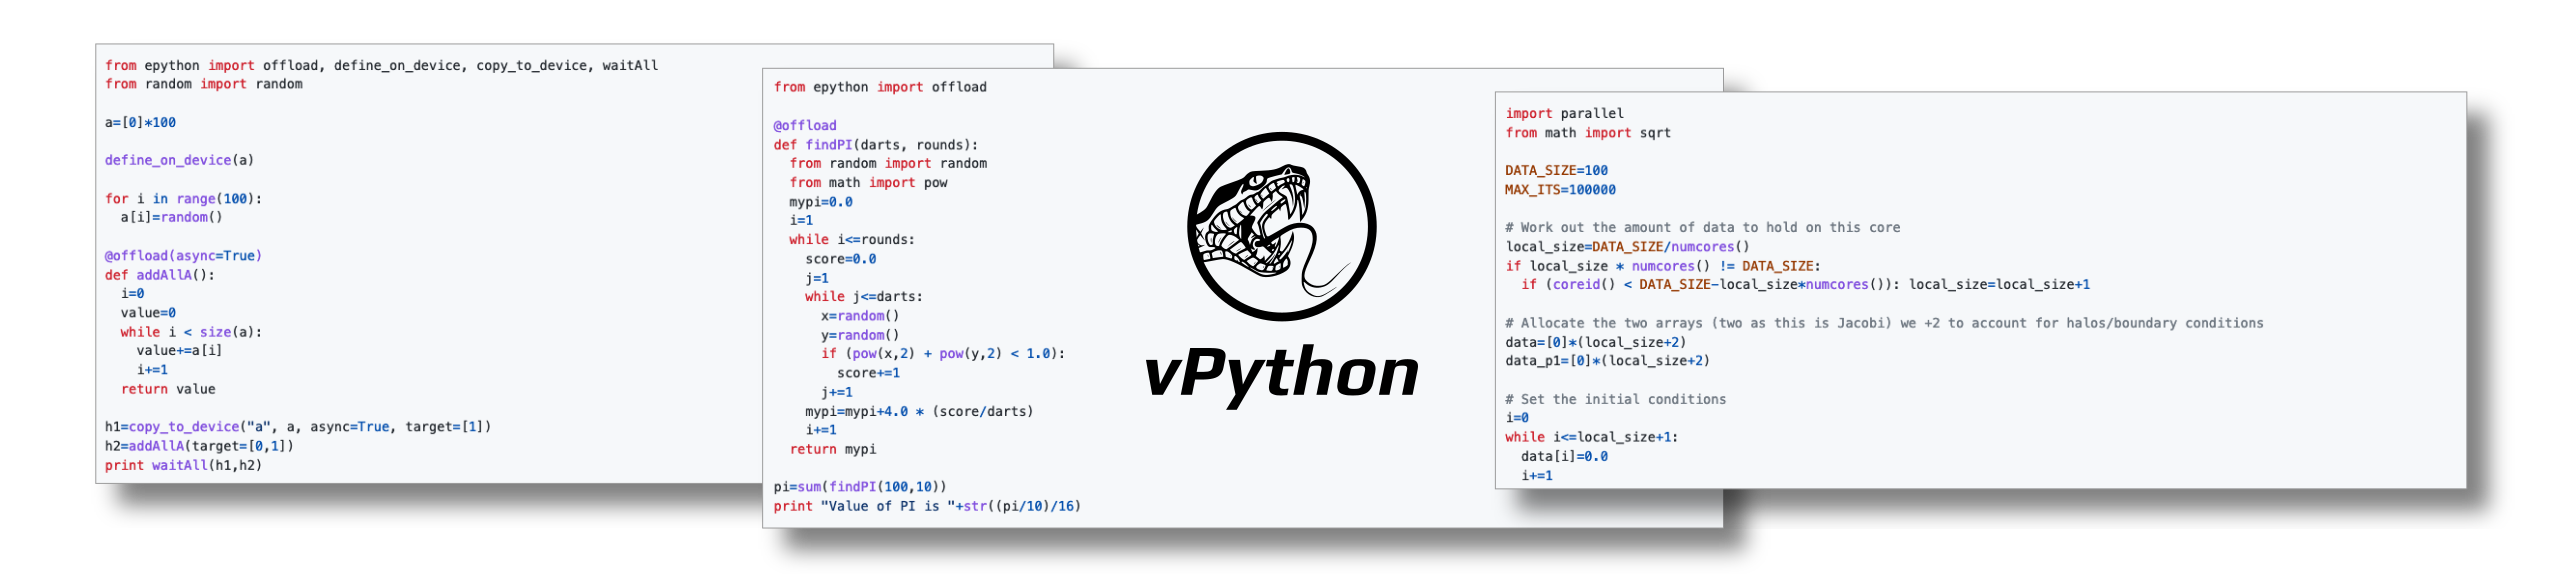 from epython import offload, define_on_device, copy_to_device, waitAll
from random import random
a=[0]*100
define_on_device(a)
for i in range(100):
  a[i]=random()
@offload(async=True)
def addAllA():
  i=0
  value=0
  while i < size(a):
    value+=a[i]
    i+=1
  return value
h1=copy_to_device("a", a, async=True, target=[1])
h2=addAllA(target=[0,1])
print waitAll(h1,h2)
from epython import offload
@offload
def findPI(darts, rounds):
  from random import random
  from math import pow
  mypi=0.0
  i=1
  while i<=rounds:
    score=0.0
    j=1
    while j<=darts:
      x=random()
      y=random()
      if (pow(x,2) + pow(y,2) < 1.0):
        score+=1
      j+=1
    mypi=mypi+4.0 * (score/darts)
    i+=1
  return mypi
pi=sum(findPI(100,10))
print "Value of PI is "+str((pi/10)/16)
vPython
import parallel
from math import sqrt
DATA_SIZE=100
MAX_ITS=100000
# Work out the amount of data to hold on this core
local_size=DATA_SIZE/numcores()
if local_size * numcores() != DATA_SIZE:
  if (coreid() < DATA_SIZE-local_size*numcores()): local_size=local_size+1
# Allocate the two arrays (two as this is Jacobi) we +2 to account for halos/boundary conditions
data=[0]*(local_size+2)
data_p1=[0]*(local_size+2)
# Set the initial conditions
i=0
while i<=local_size+1:
  data[i]=0.0
  i+=1